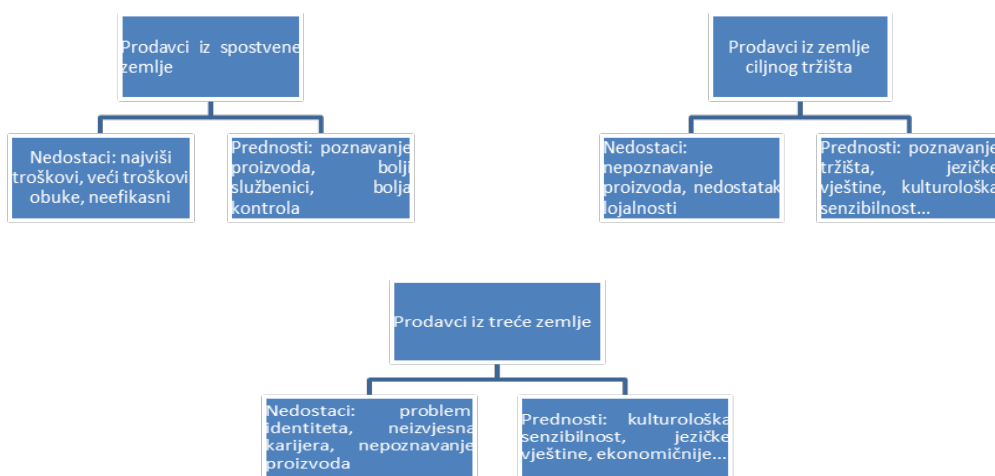 Prodavci iz spostvene
zemlje
Nedostaci: najviši
troškovi, veći troškovi
obuke, neefikasni
Prednosti: poznavanje
proizvoda, bolji
službenici, bolja
kontrola
Prodavci iz zemlje
ciljnog tržišta
Nedostaci:
nepoznavanje
proizvoda, nedostatak
lojalnosti
Prednosti: poznavanje
tržišta, jezičke
vještine, kulturološka
senzibilnost...
Prodavci iz treće zemlje
Nedostaci: problem
identiteta, neizvjesna
karijera, nepoznavanje
proizvoda
Prednosti: kulturološka
senzibilnost, jezičke
vještine, ekonomičnije...